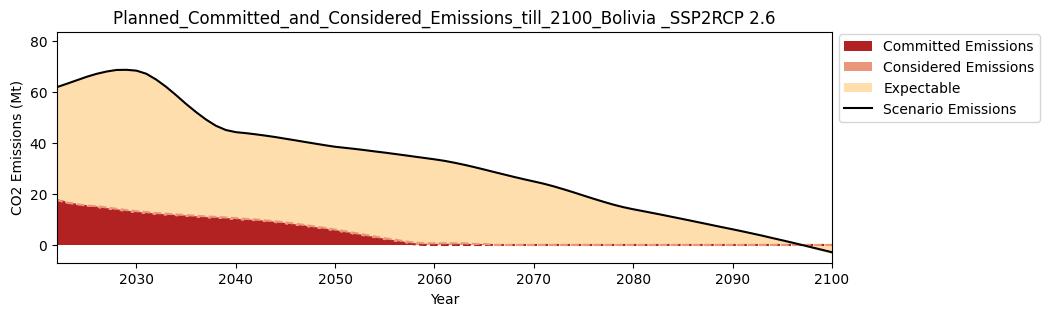 Planned_Committed_and_Considered_Emissions_till_2100_Bolivia _SSP2RCP 2.6
80
60
40
20
0
CO2 Emissions (Mt)
2030 2040 2050 2060 2070 2080 2090 2100
Year
Committed Emissions
Considered Emissions
Expectable
Scenario Emissions